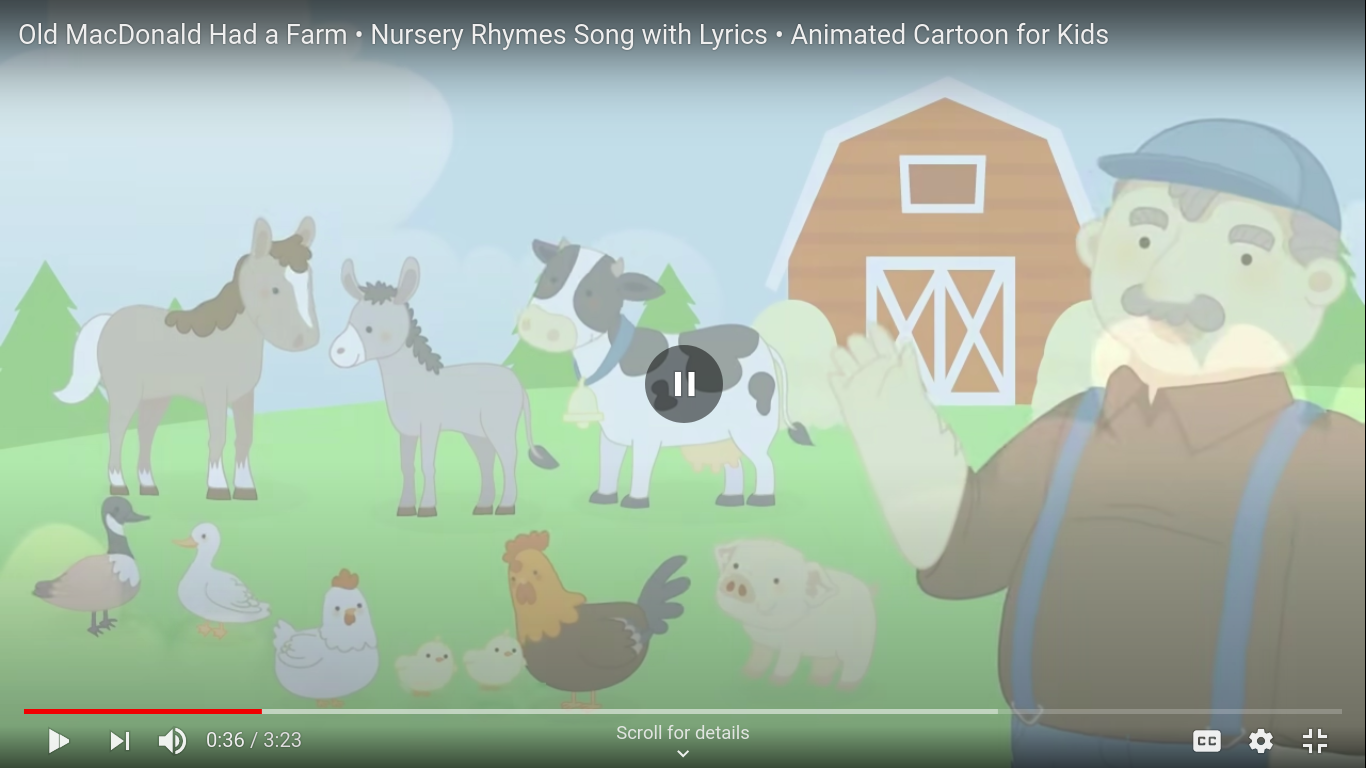 Old MacDonald Had a Farm • Nursery Rhymes Song with Lyrics • Animated Cartoon for Kids
0:36 / 3:23
Scroll for details
CC